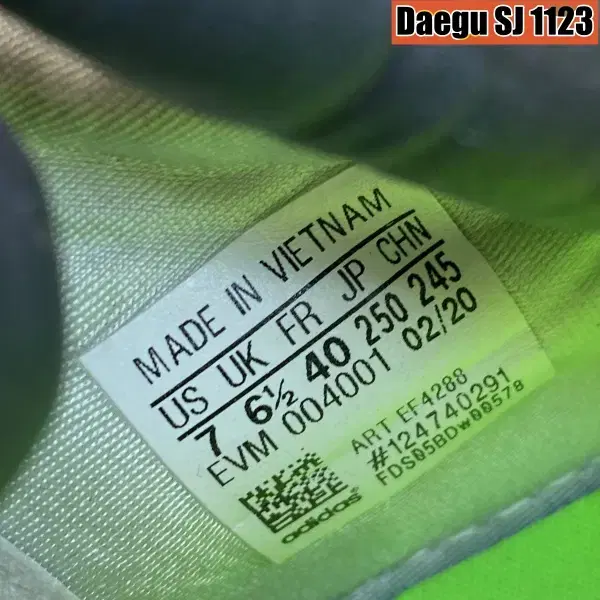 Daegu SJ 1123
MADE IN VIETNAM
US UK FR JP CHN
7 6½ 40 250 245
EVM 004001 02/20
ART EF4288
#124740291
FDS05BDW00578
adidas